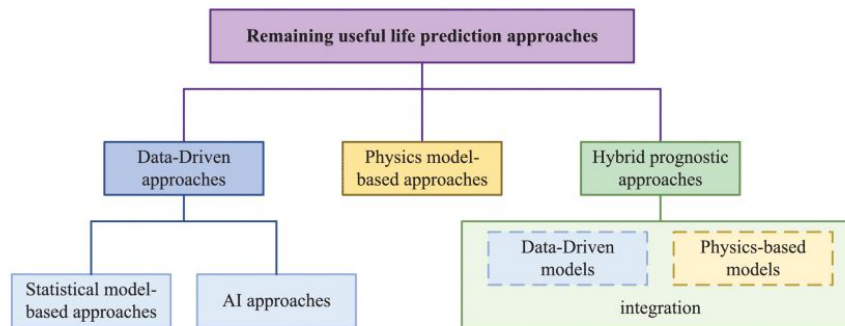 Remaining useful life prediction approaches
Data-Driven
approaches
Physics model-
based approaches
Hybrid prognostic
approaches
Statistical model-
based approaches
AI approaches
Data-Driven
models
Physics-based
models
integration